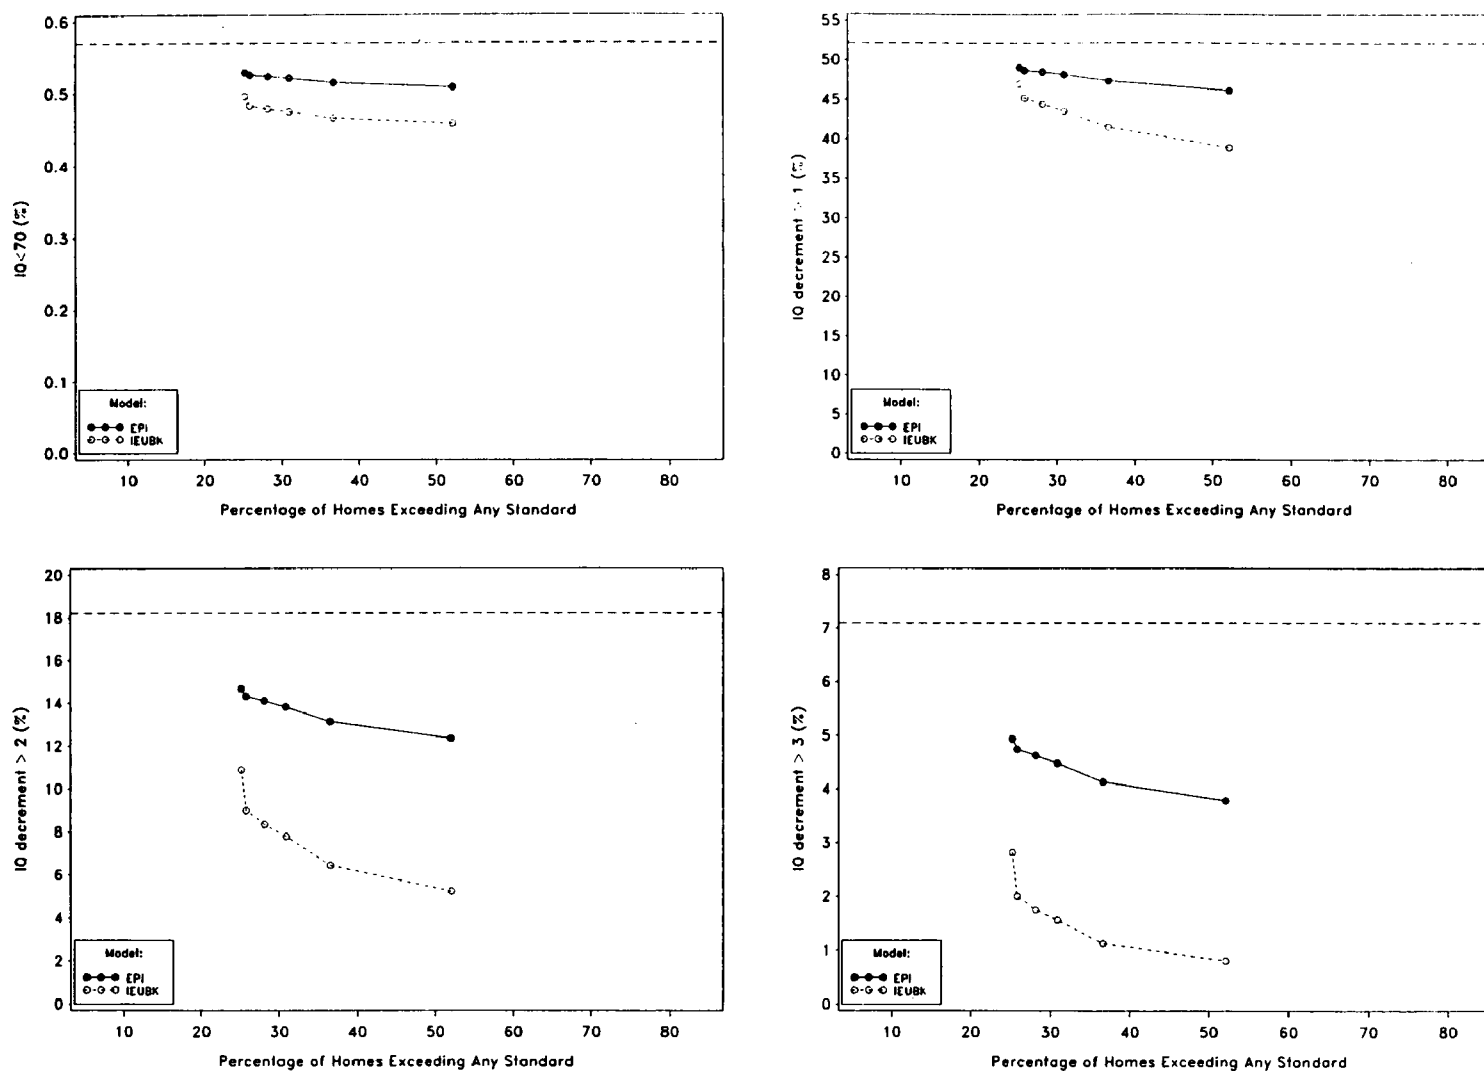 0.6
0.5
0.4
0.3
0.2
0.1
0.0
IQ<70 (%)
Model:
EPI
IEUBK
10 20 30 40 50 60 70 80
Percentage of Homes Exceeding Any Standard
55
50
45
40
35
30
25
20
15
10
5
0
IQ decrement > 1 (%)
Model:
EPI
IEUBK
10 20 30 40 50 60 70 80
Percentage of Homes Exceeding Any Standard
20
18
16
14
12
10
8
6
4
2
0
IQ decrement > 2 (%)
Model:
EPI
IEUBK
10 20 30 40 50 60 70 80
Percentage of Homes Exceeding Any Standard
8
7
6
5
4
3
2
1
0
IQ decrement > 3 (%)
Model:
EPI
IEUBK
10 20 30 40 50 60 70 80
Percentage of Homes Exceeding Any Standard